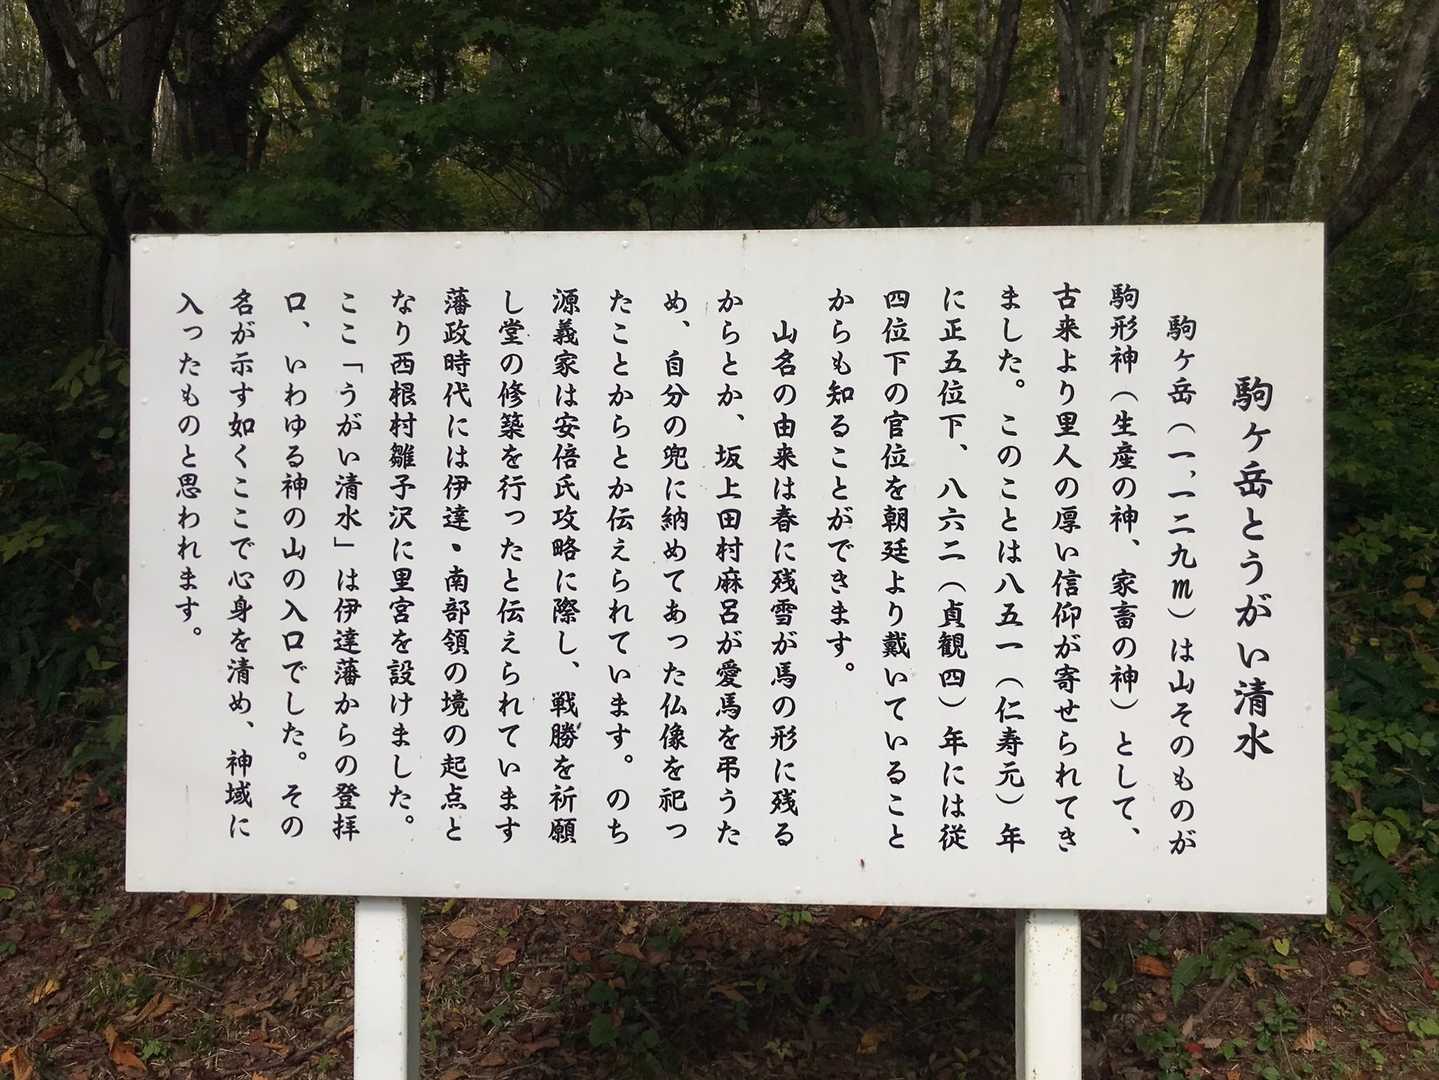 駒ヶ岳とうがい清水
駒ヶ岳（一,一二九m）は山そのものが
駒形神（生産の神、家畜の神）として、
古来より里人の厚い信仰が寄せられてき
ました。このことは八五一（仁寿元）年
に正五位下、八六二（貞観四）年には従
四位下の官位を朝廷より戴いていること
からも知ることができます。
山名の由来は春に残雪が馬の形に残る
からとか、坂上田村麻呂が愛馬を弔うた
め、自分の兜に納めてあった仏像を祀っ
たことからとか伝えられています。のち
源義家は安倍氏攻略に際し、戦勝を祈願
し堂の修築を行ったと伝えられています
藩政時代には伊達・南部領の境の起点と
なり西根村雛子沢に里宮を設けました。
ここ「うがい清水」は伊達藩からの登拝
口、いわゆる神の山の入口でした。その
名が示す如くここで心身を清め、神域に
入ったものと思われます。